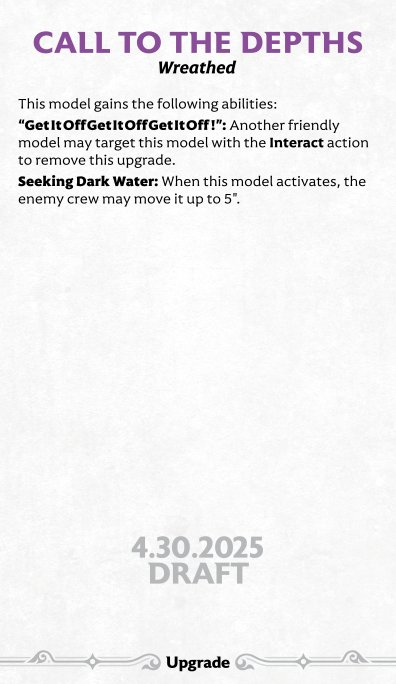 CALL TO THE DEPTHS
Wreathed
This model gains the following abilities:
“GetItOffGetItOffGetItOff!”: Another friendly
model may target this model with the Interact action
to remove this upgrade.
Seeking Dark Water: When this model activates, the
enemy crew may move it up to 5".
4.30.2025
DRAFT
Upgrade